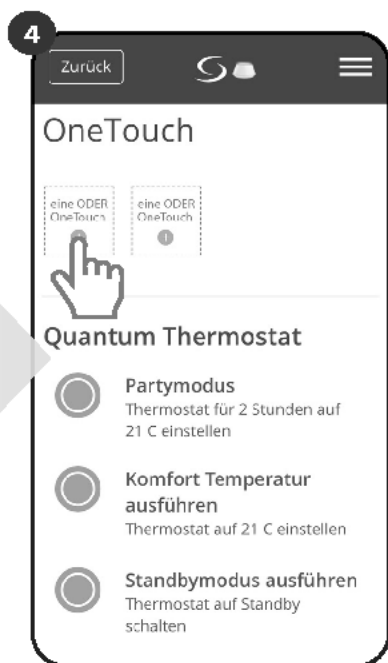 4
Zurück
OneTouch
eine ODER eine ODER
OneTouch OneTouch
Quantum Thermostat
Partymodus
Thermostat für 2 Stunden auf
21 C einstellen
Komfort Temperatur
ausführen
Thermostat auf 21 C einstellen
Standbymodus ausführen
Thermostat auf Standby
schalten